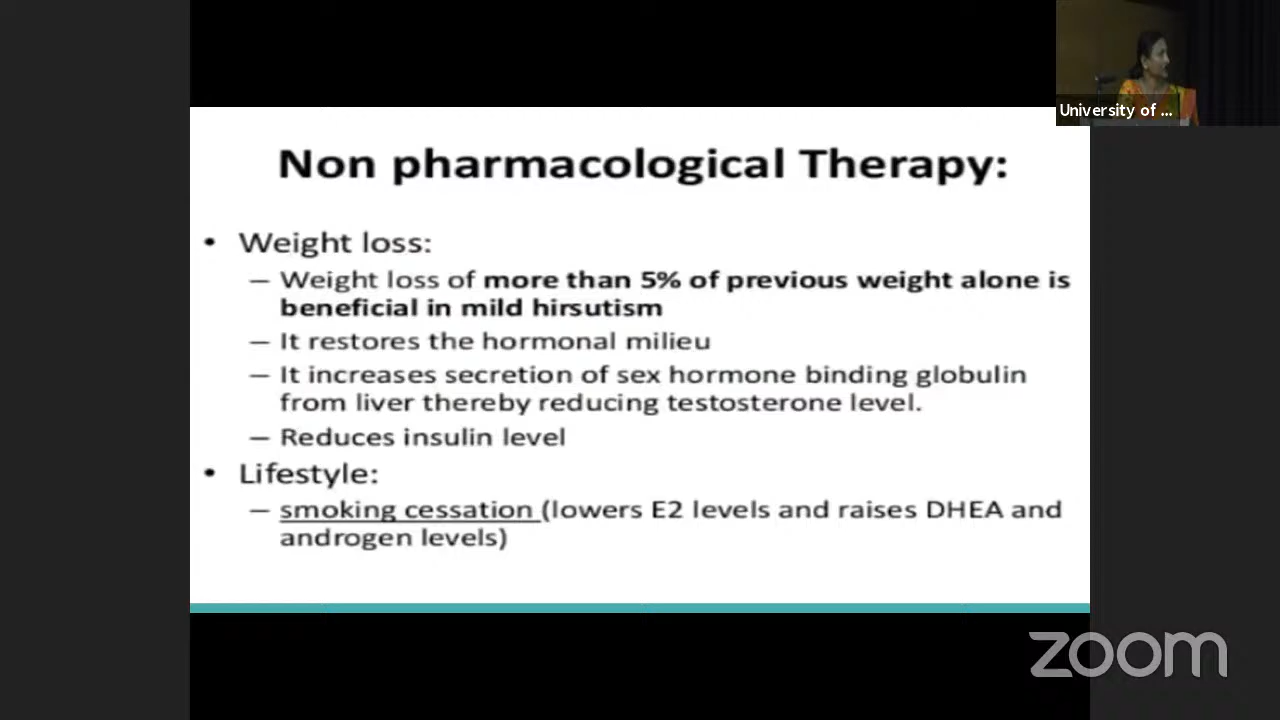 University of ...
Non pharmacological Therapy:
• Weight loss:
– Weight loss of more than 5% of previous weight alone is
beneficial in mild hirsutism
– It restores the hormonal milieu
– It increases secretion of sex hormone binding globulin
from liver thereby reducing testosterone level.
– Reduces insulin level
• Lifestyle:
– smoking cessation (lowers E2 levels and raises DHEA and
androgen levels)
zoom